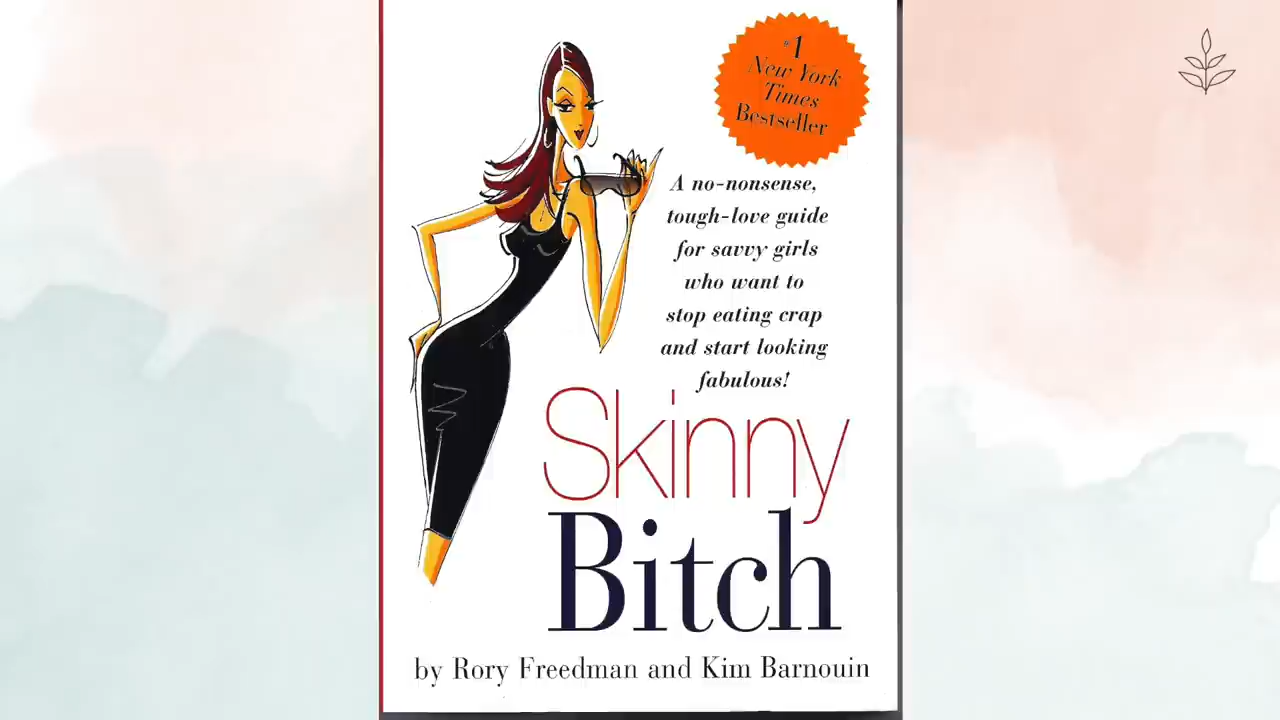 #1
New York
Times
Bestseller
A no-nonsense,
tough-love guide
for savvy girls
who want to
stop eating crap
and start looking
fabulous!
Skinny
Bitch
by Rory Freedman and Kim Barnouin